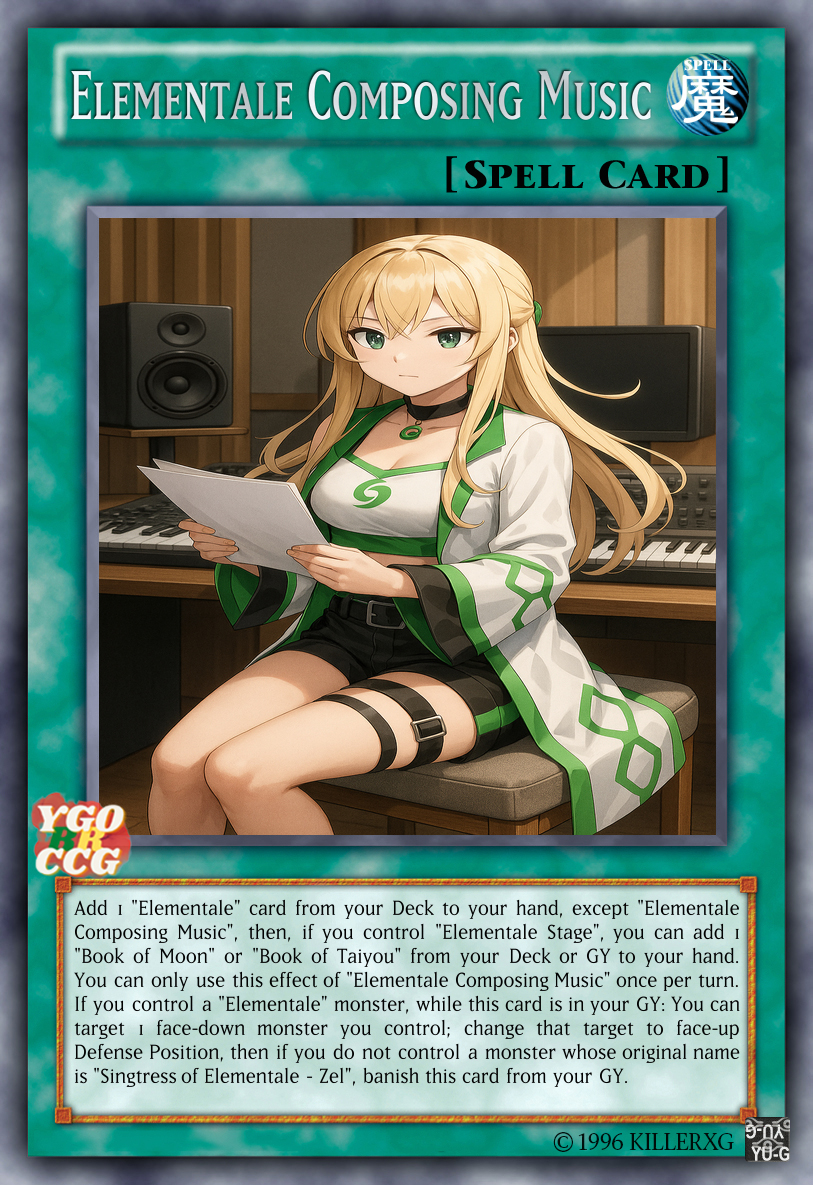 ELEMENTALE COMPOSING MUSIC
SPELL
魔
[SPELL CARD]
YGO
RR
CCG
Add 1 "Elementale" card from your Deck to your hand, except "Elementale
Composing Music", then, if you control "Elementale Stage", you can add 1
"Book of Moon" or "Book of Taiyou" from your Deck or GY to your hand.
You can only use this effect of "Elementale Composing Music" once per turn.
If you control a "Elementale" monster, while this card is in your GY: You can
target 1 face-down monster you control; change that target to face-up
Defense Position, then if you do not control a monster whose original name
is "Singtress of Elementale - Zel", banish this card from your GY.
© 1996 KILLERXG
YU-G